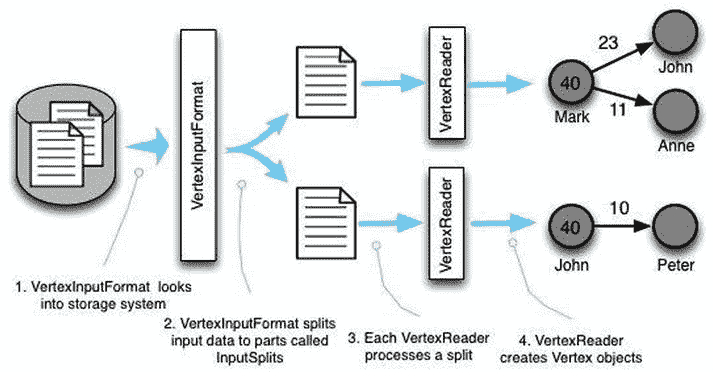 VertexInputFormat
VertexReader
23
John
40
Mark
11
Anne
VertexReader
40
John
10
Peter
1. VertexInputFormat looks
into storage system
2. VertexInputFormat splits
input data to parts called
InputSplits
3. Each VertexReader
processes a split
4. VertexReader
creates Vertex objects